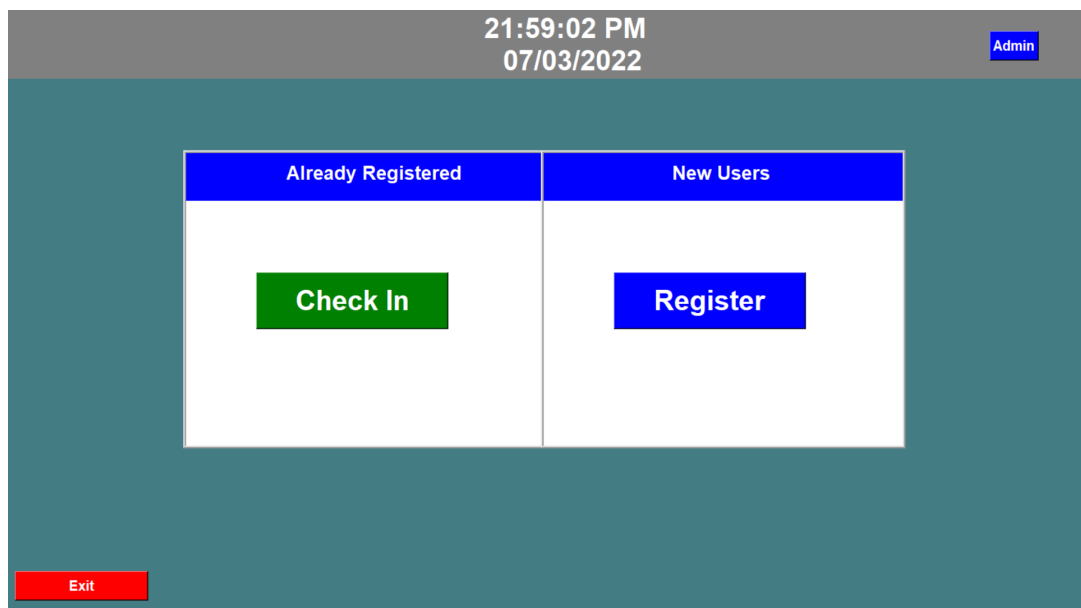 21:59:02 PM
07/03/2022
Admin
Already Registered
New Users
Check In
Register
Exit